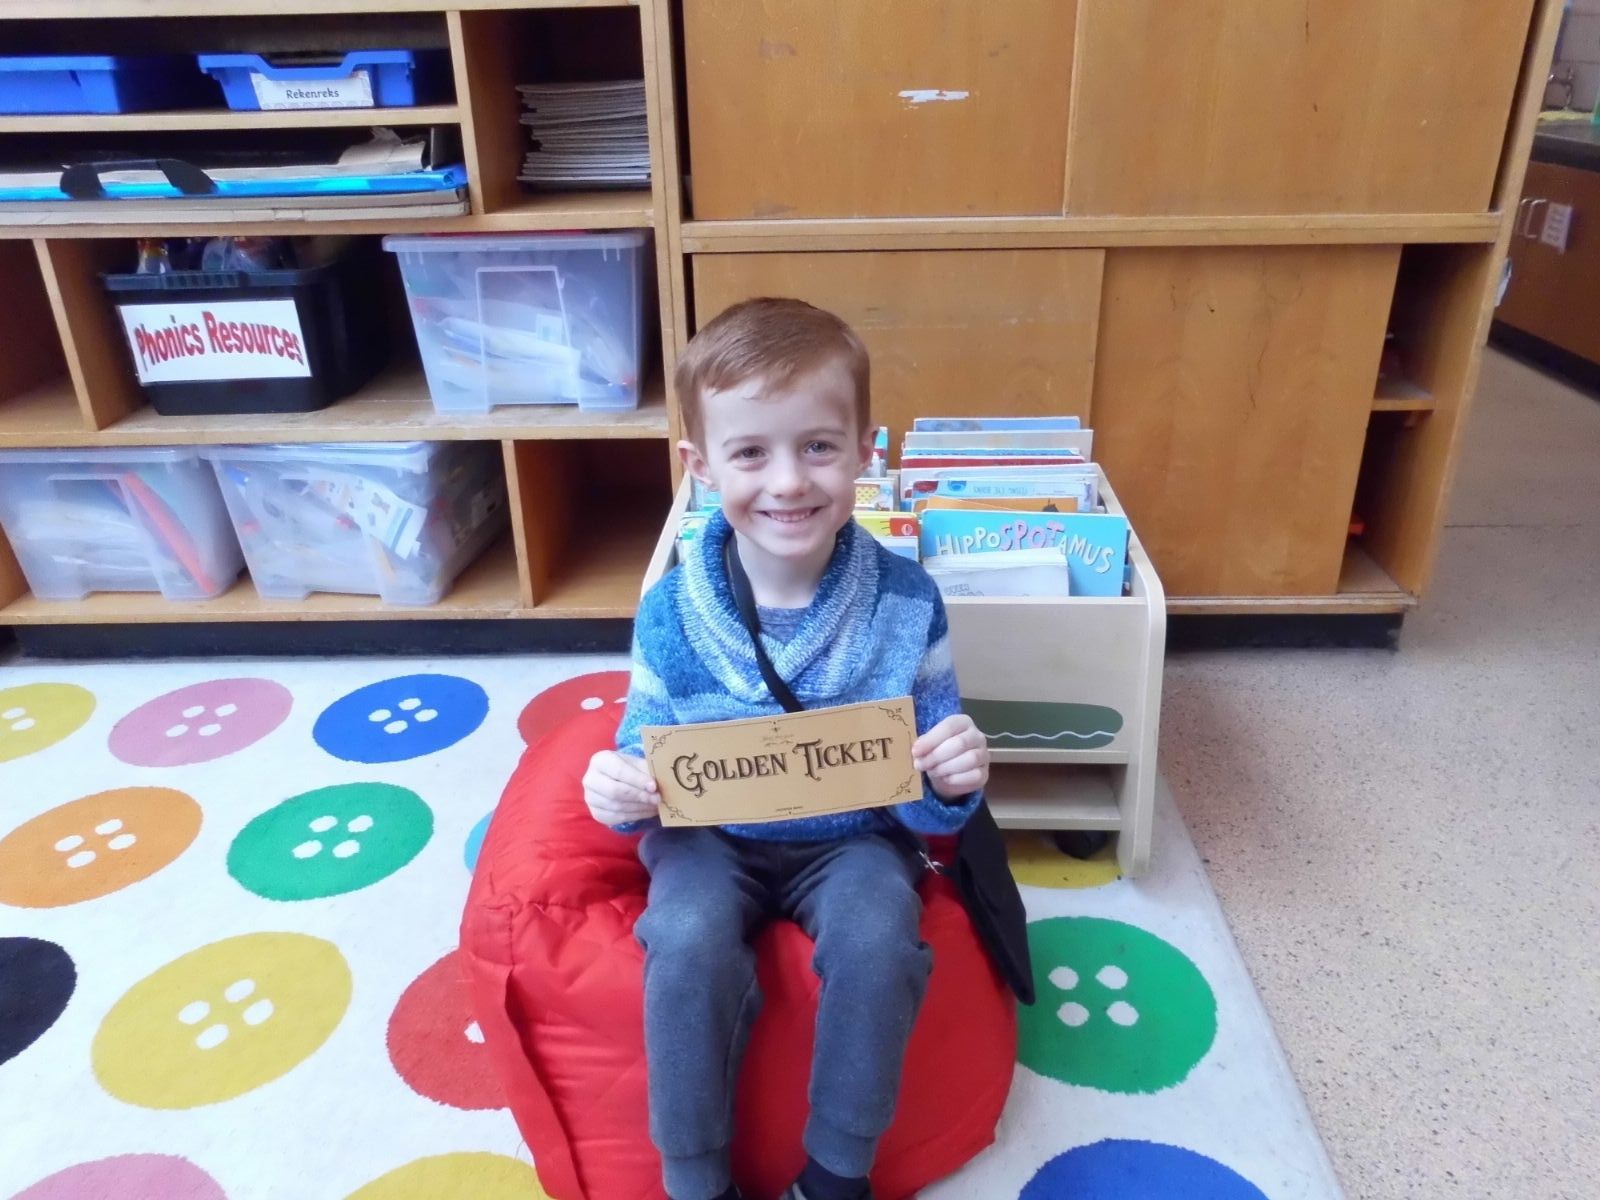 Rekenreks
Phonics Resources
HIPPOSPOTAMUS
GOLDEN TICKET